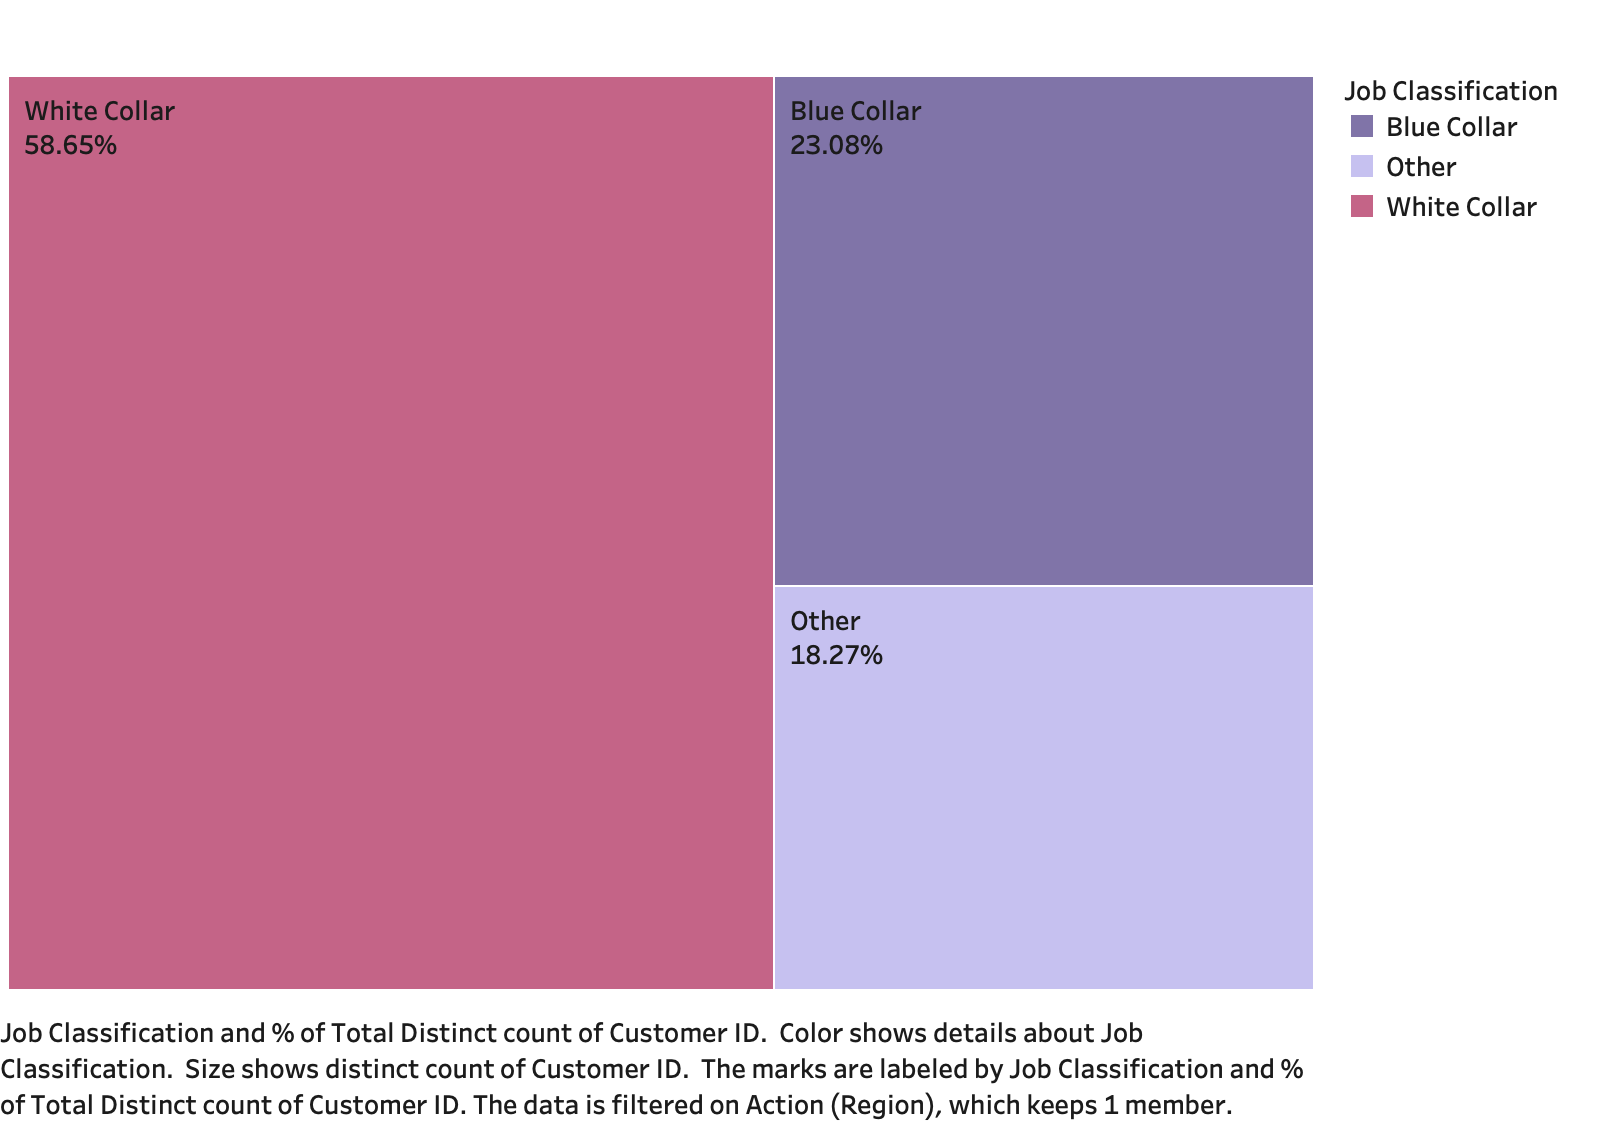 White Collar
58.65%
Blue Collar
23.08%
Other
18.27%
Job Classification
Blue Collar
Other
White Collar
Job Classification and % of Total Distinct count of Customer ID.  Color shows details about Job
Classification.  Size shows distinct count of Customer ID.  The marks are labeled by Job Classification and %
of Total Distinct count of Customer ID. The data is filtered on Action (Region), which keeps 1 member.